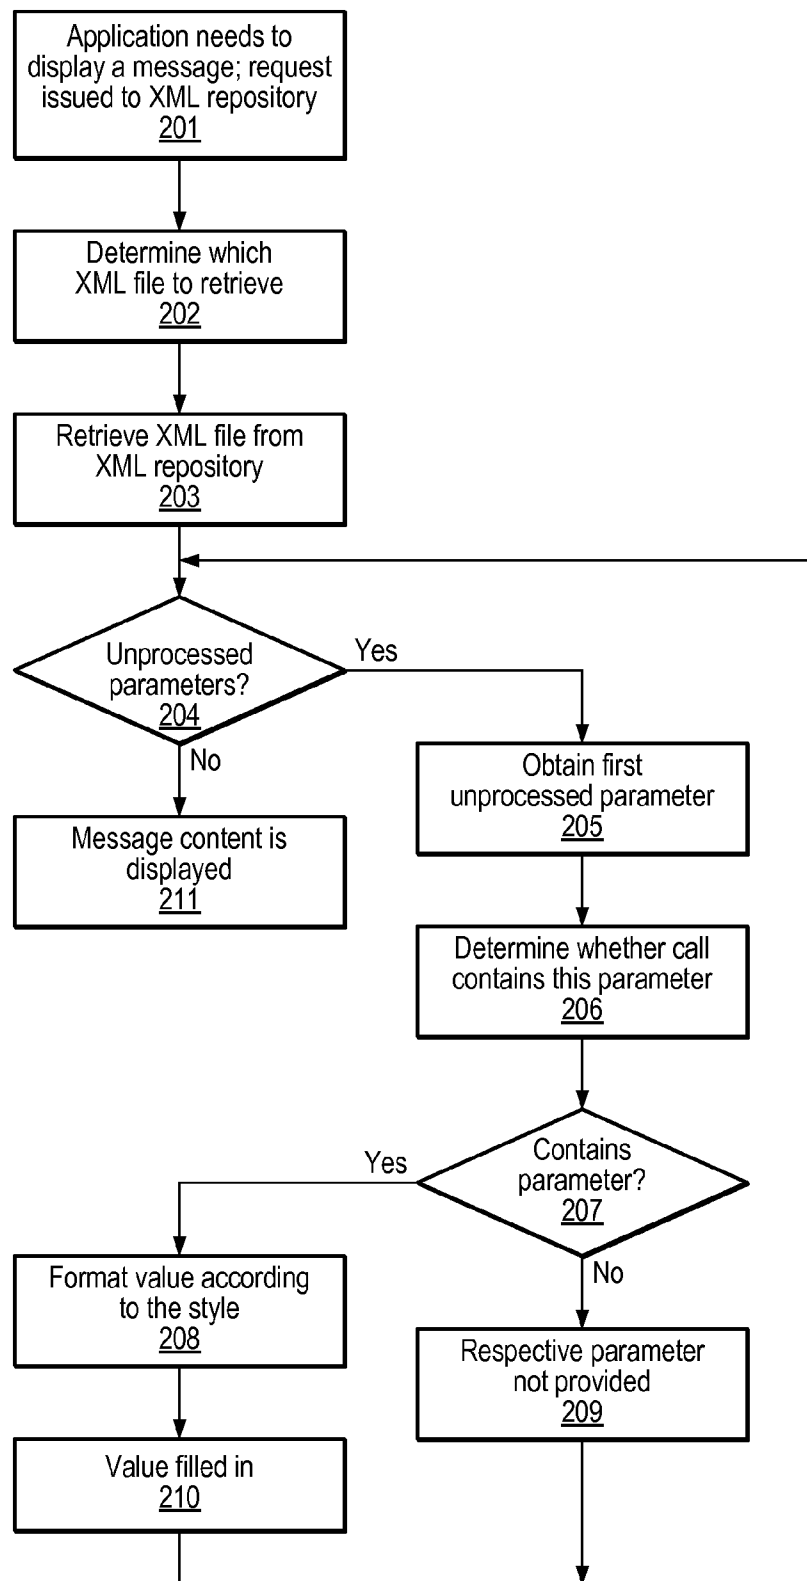 Application needs to
display a message; request
issued to XML repository
201
Determine which
XML file to retrieve
202
Retrieve XML file from
XML repository
203
Unprocessed
parameters?
204
Yes
No
Obtain first
unprocessed parameter
205
Message content is
displayed
211
Determine whether call
contains this parameter
206
Contains
parameter?
207
Yes
No
Format value according
to the style
208
Respective parameter
not provided
209
Value filled in
210